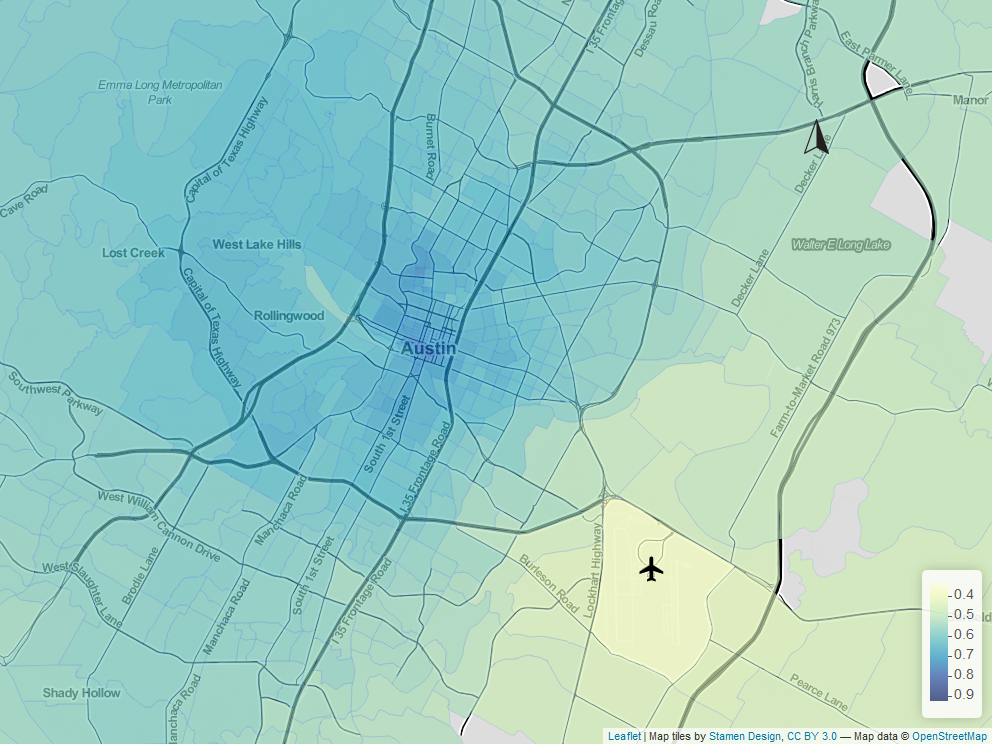 I 35 Frontage
Dessau Roa
Harris Branch Parkway
East Parmer Lane
Manor
Emma Long Metropolitan
Park
Capital of Texas Highway
Burnet Road
Decker Lane
Cave Road
Lost Creek
West Lake Hills
Walter E Long Lake
Decker Lane
Capital of Texas Highway
Rollingwood
Austin
Farm-to-Market Road 973
Southwest Parkway
South 1st Street
I 35 Frontage Road
West William Cannon Drive
Manchaca Road
South 1st Street
Brodie Lane
West Slaughter Lane
Manchaca Road
I 35 Frontage Road
Burleson Road
Lockhart Highway
Shady Hollow
Manchaca Road
Pearce Lane
0.4
0.5
0.6
0.7
0.8
0.9
Leaflet | Map tiles by Stamen Design, CC BY 3.0 — Map data © OpenStreetMap